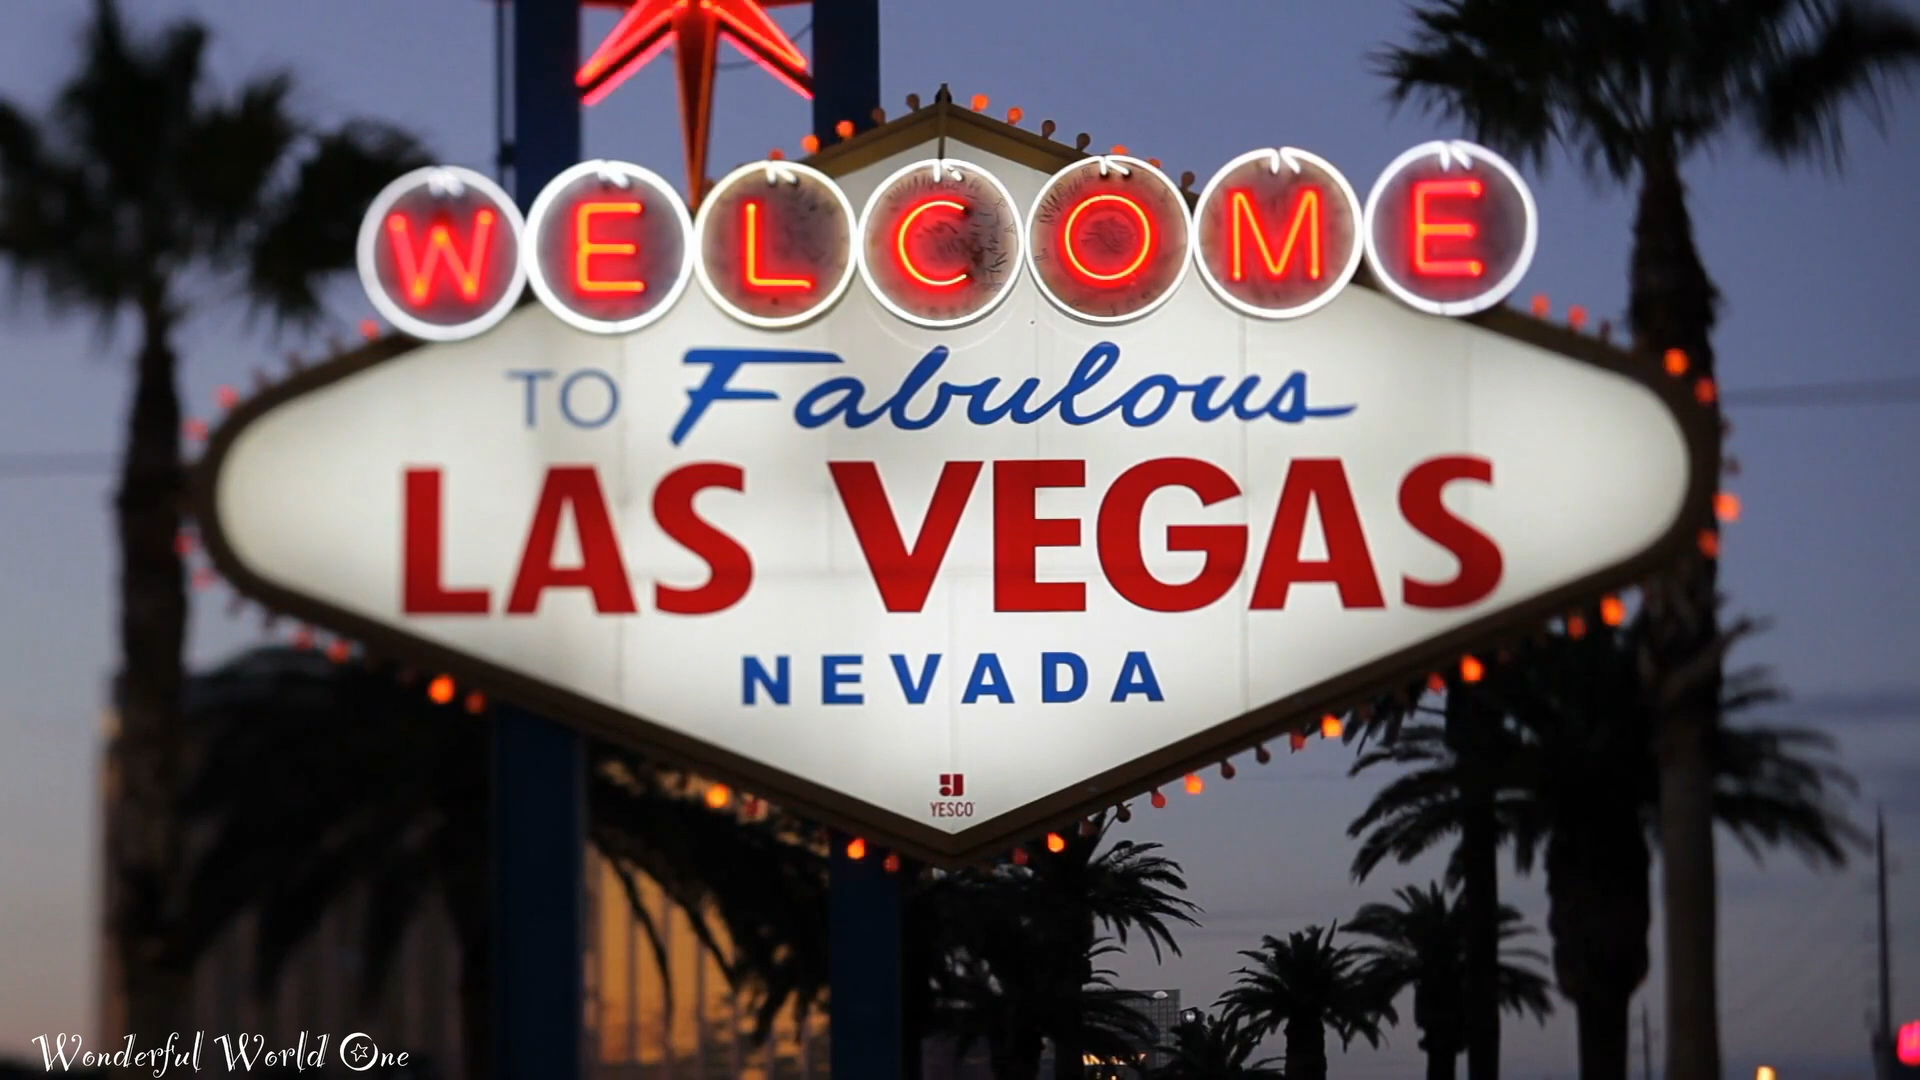 WELCOME
TO Fabulous
LAS VEGAS
NEVADA
YESCO
Wonderful World One